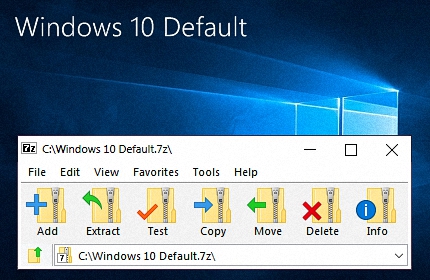 Windows 10 Default
7z C:\Windows 10 Default.7z\
File Edit View Favorites Tools Help
Add Extract Test Copy Move Delete Info
7 C:\Windows 10 Default.7z\